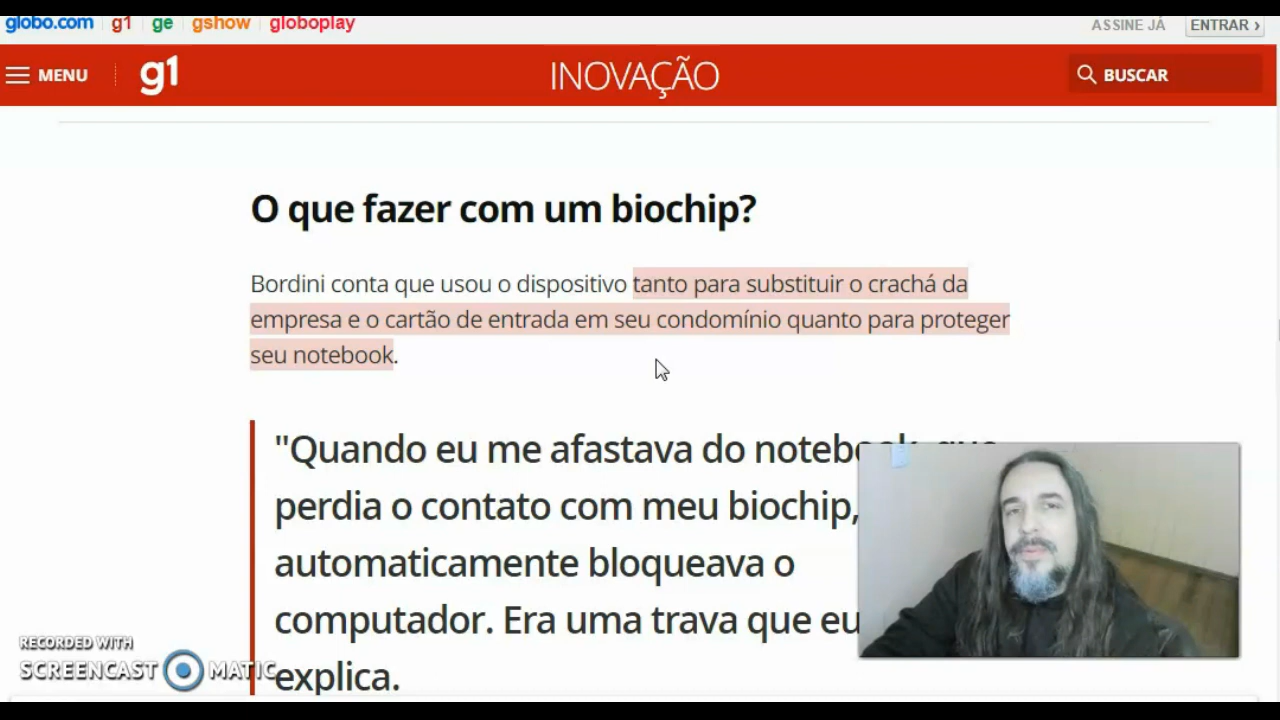 globo.com g1 ge gshow globoplay ASSINE JÁ ENTRAR ›
MENU g1 INOVAÇÃO BUSCAR
O que fazer com um biochip?
Bordini conta que usou o dispositivo tanto para substituir o crachá da
empresa e o cartão de entrada em seu condomínio quanto para proteger
seu notebook.
"Quando eu me afastava do notebook, que
perdia o contato com meu biochip,
automaticamente bloqueava o
computador. Era uma trava que eu
explica.
RECORDED WITH
SCREENCAST MATIC